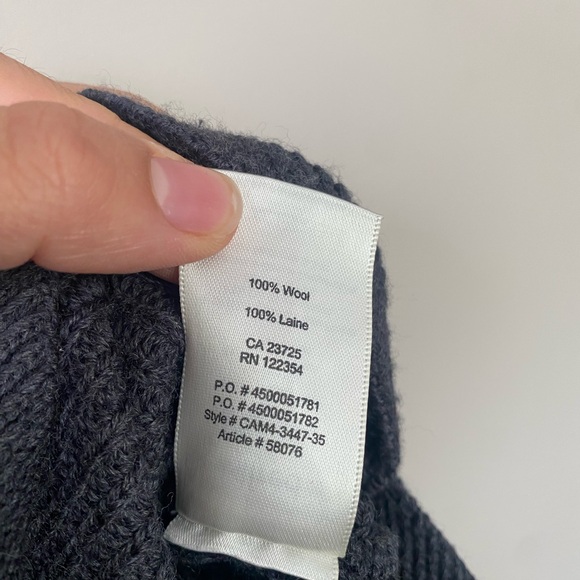 100% Wool
100% Laine
CA 23725
RN 122354
P.O. # 4500051781
P.O. # 4500051782
Style # CAM4-3447-35
Article # 58076